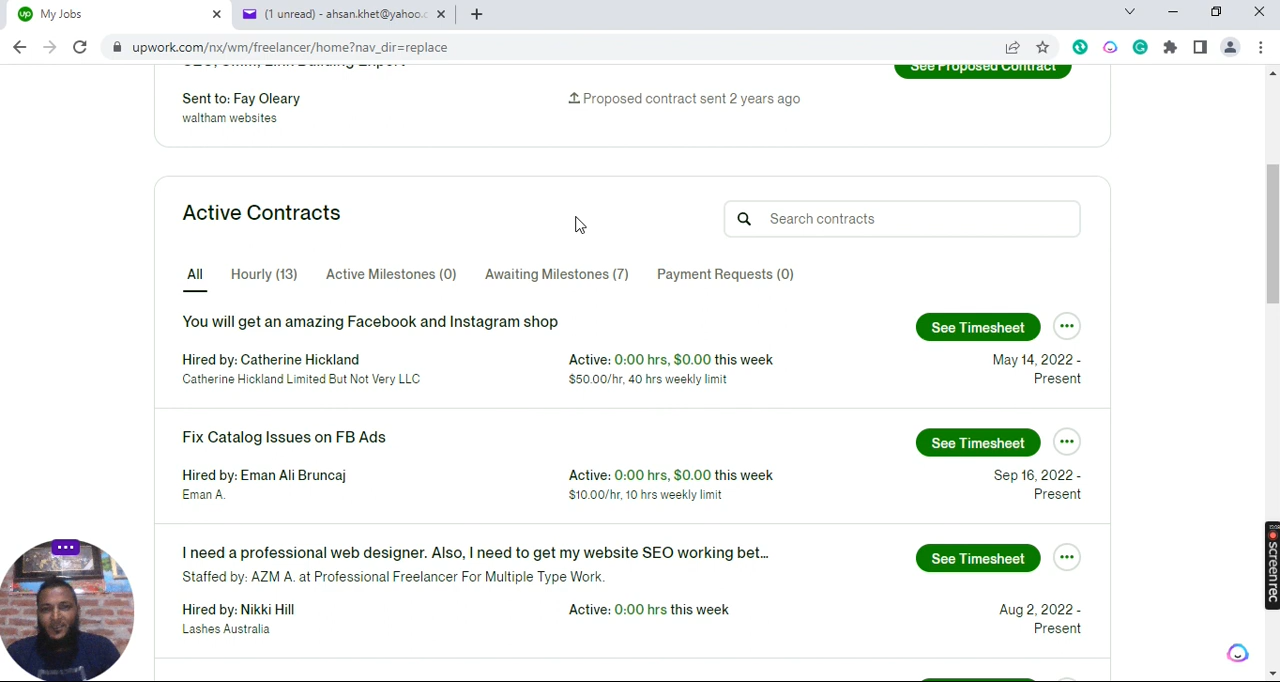 My Jobs
(1 unread) - ahsan.khet@yahoo.c
upwork.com/nx/wm/freelancer/home?nav_dir=replace
See Proposed Contract
Sent to: Fay Oleary
Proposed contract sent 2 years ago
waltham websites
Active Contracts
Search contracts
All
Hourly (13)
Active Milestones (0)
Awaiting Milestones (7)
Payment Requests (0)
You will get an amazing Facebook and Instagram shop
See Timesheet
Hired by: Catherine Hickland
Active: 0:00 hrs, $0.00 this week
May 14, 2022 -
Catherine Hickland Limited But Not Very LLC
$50.00/hr, 40 hrs weekly limit
Present
Fix Catalog Issues on FB Ads
See Timesheet
Hired by: Eman Ali Bruncaj
Active: 0:00 hrs, $0.00 this week
Sep 16, 2022 -
Eman A.
$10.00/hr, 10 hrs weekly limit
Present
I need a professional web designer. Also, I need to get my website SEO working bet...
See Timesheet
Staffed by: AZM A. at Professional Freelancer For Multiple Type Work.
Hired by: Nikki Hill
Active: 0:00 hrs this week
Aug 2, 2022 -
Lashes Australia
Present
screenrec